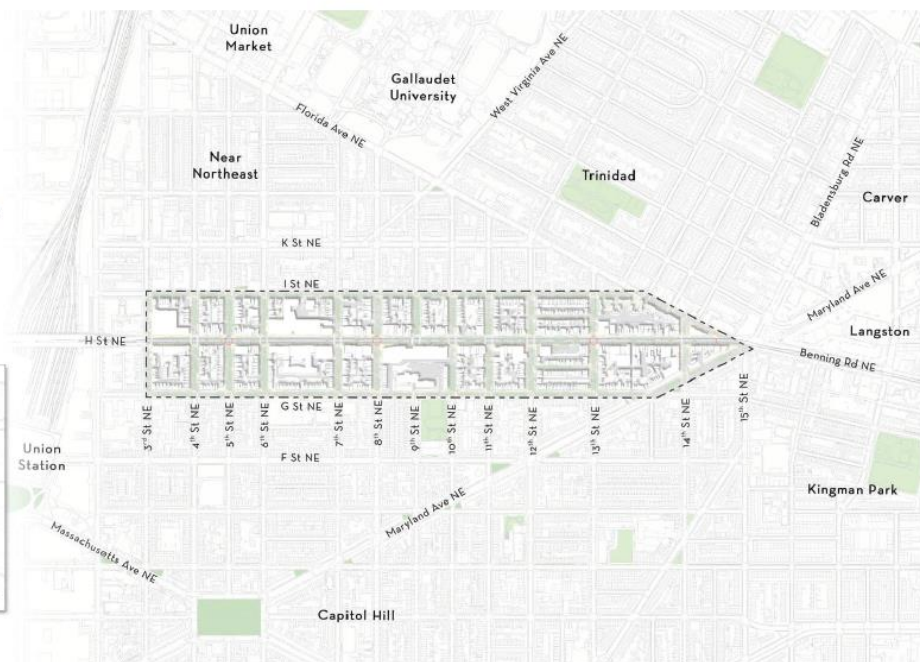 Union
Market
Gallaudet
University
West Virginia Ave NE
Florida Ave NE
Near
Northeast
Trinidad
Bladensburg Rd NE
Carver
K St NE
I St NE
Maryland Ave NE
Langston
H St NE
Benning Rd NE
G St NE
3rd St NE
4th St NE
5th St NE
6th St NE
7th St NE
8th St NE
9th St NE
10th St NE
11th St NE
12th St NE
13th St NE
14th St NE
15th St NE
F St NE
Union
Station
Kingman Park
Maryland Ave NE
Massachusetts Ave NE
Capitol Hill